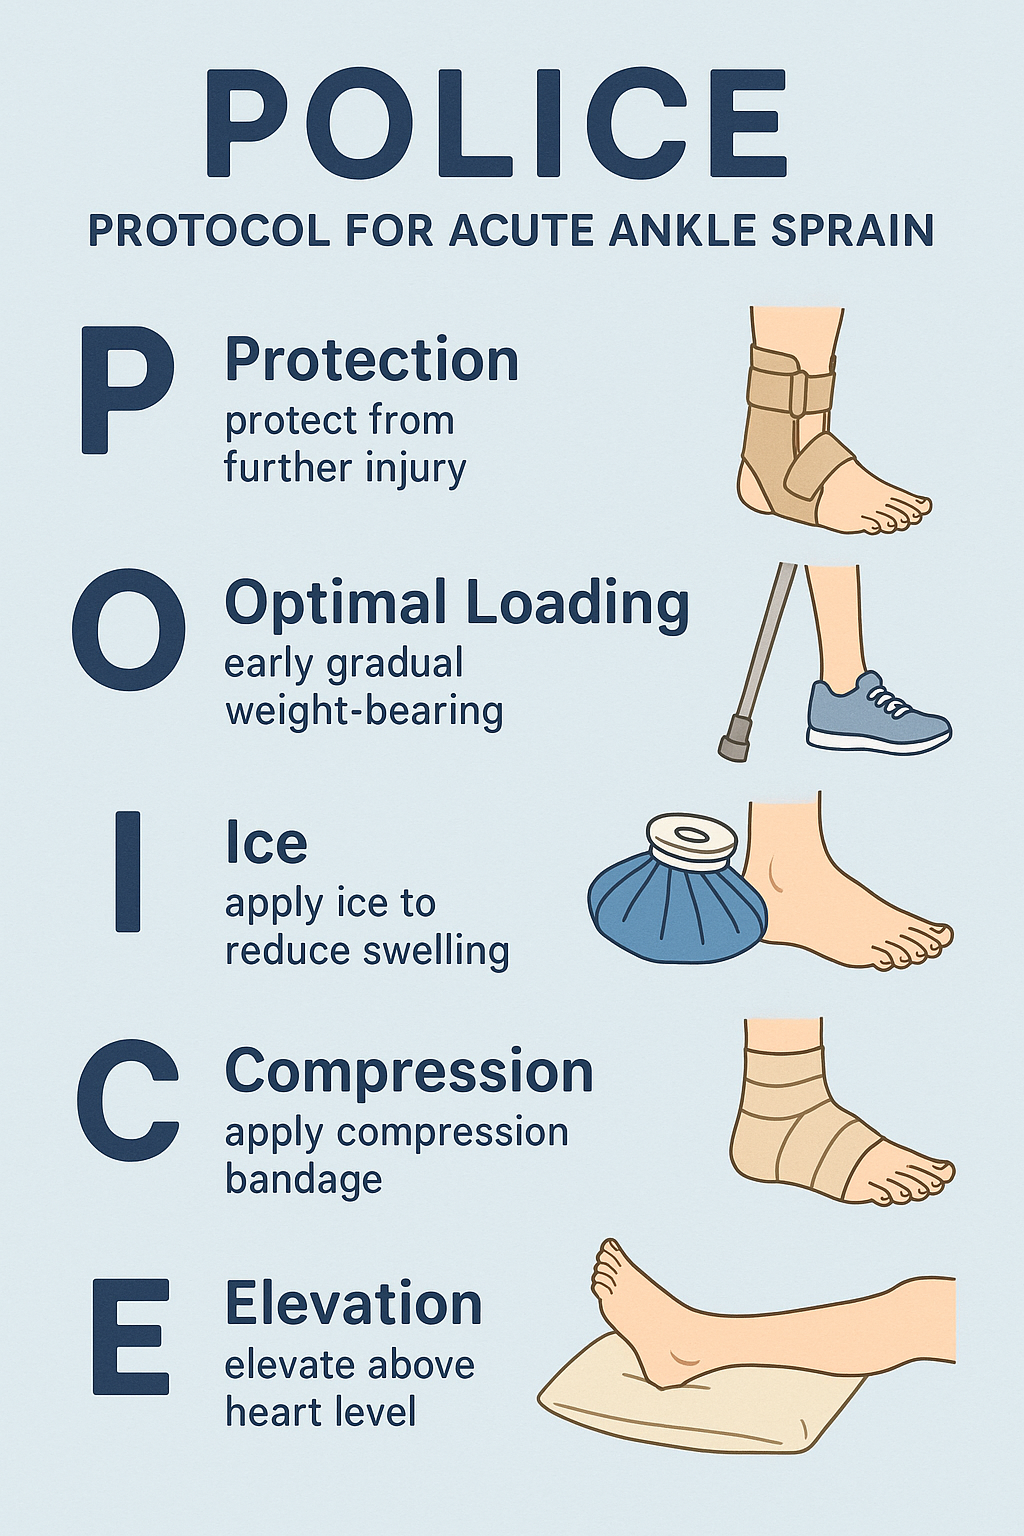 POLICE
PROTOCOL FOR ACUTE ANKLE SPRAIN
P
Protection
protect from
further injury
O
Optimal Loading
early gradual
weight-bearing
I
Ice
apply ice to
reduce swelling
C
Compression
apply compression
bandage
E
Elevation
elevate above
heart level